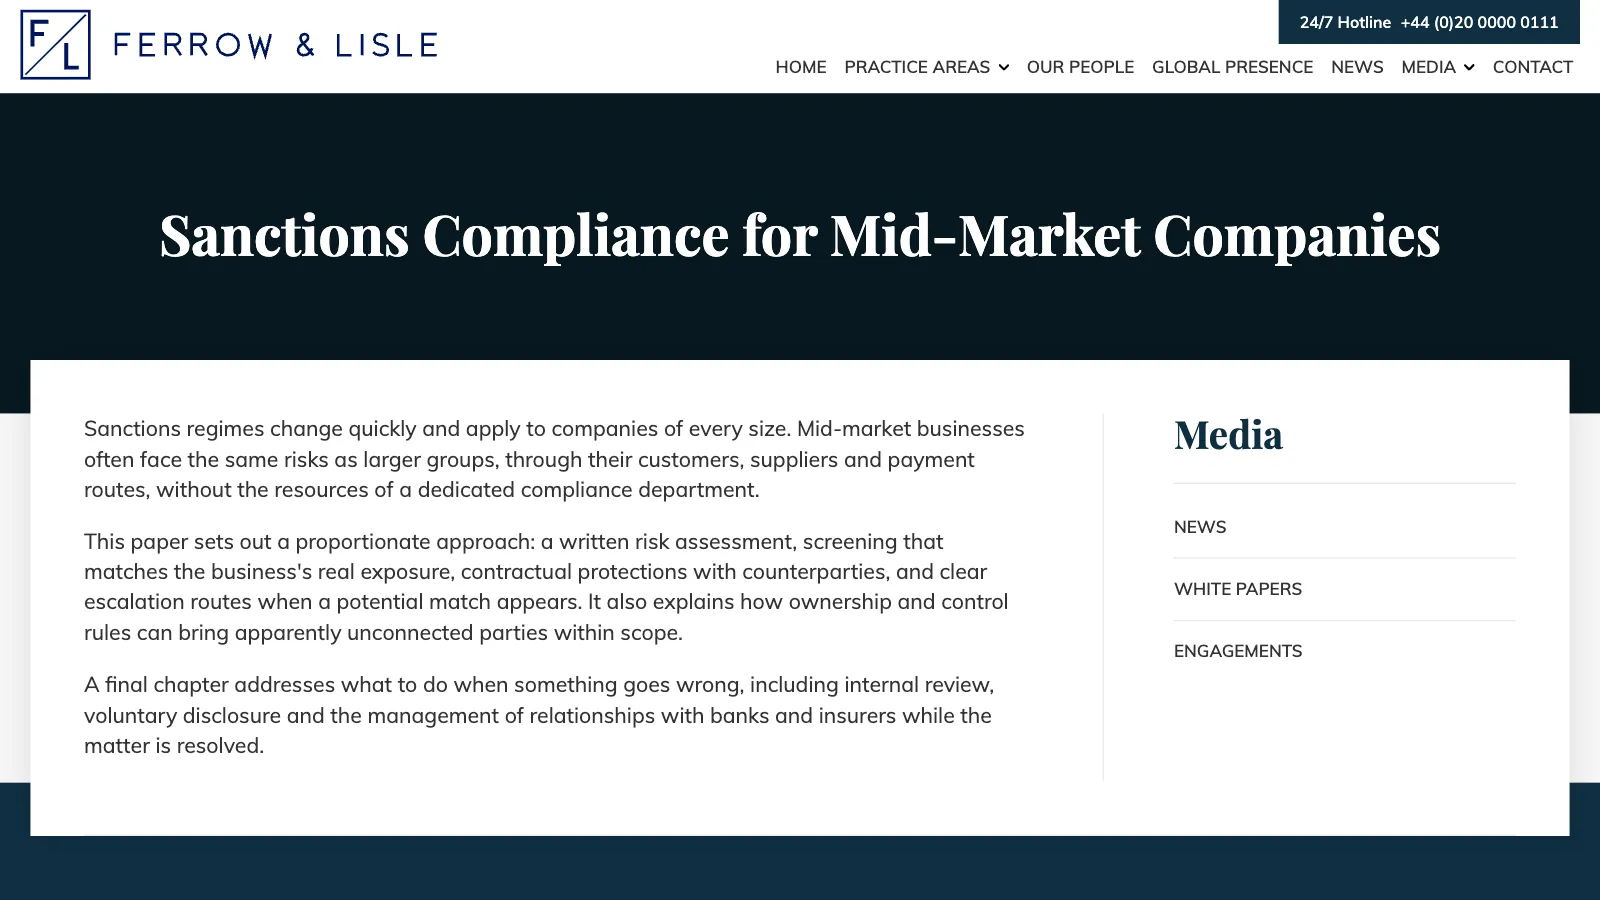 FL
FERROW & LISLE
24/7 Hotline +44 (0)20 0000 0111
HOME PRACTICE AREAS OUR PEOPLE GLOBAL PRESENCE NEWS MEDIA CONTACT
Sanctions Compliance for Mid-Market Companies
Sanctions regimes change quickly and apply to companies of every size. Mid-market businesses
often face the same risks as larger groups, through their customers, suppliers and payment
routes, without the resources of a dedicated compliance department.
This paper sets out a proportionate approach: a written risk assessment, screening that
matches the business's real exposure, contractual protections with counterparties, and clear
escalation routes when a potential match appears. It also explains how ownership and control
rules can bring apparently unconnected parties within scope.
A final chapter addresses what to do when something goes wrong, including internal review,
voluntary disclosure and the management of relationships with banks and insurers while the
matter is resolved.
Media
NEWS
WHITE PAPERS
ENGAGEMENTS